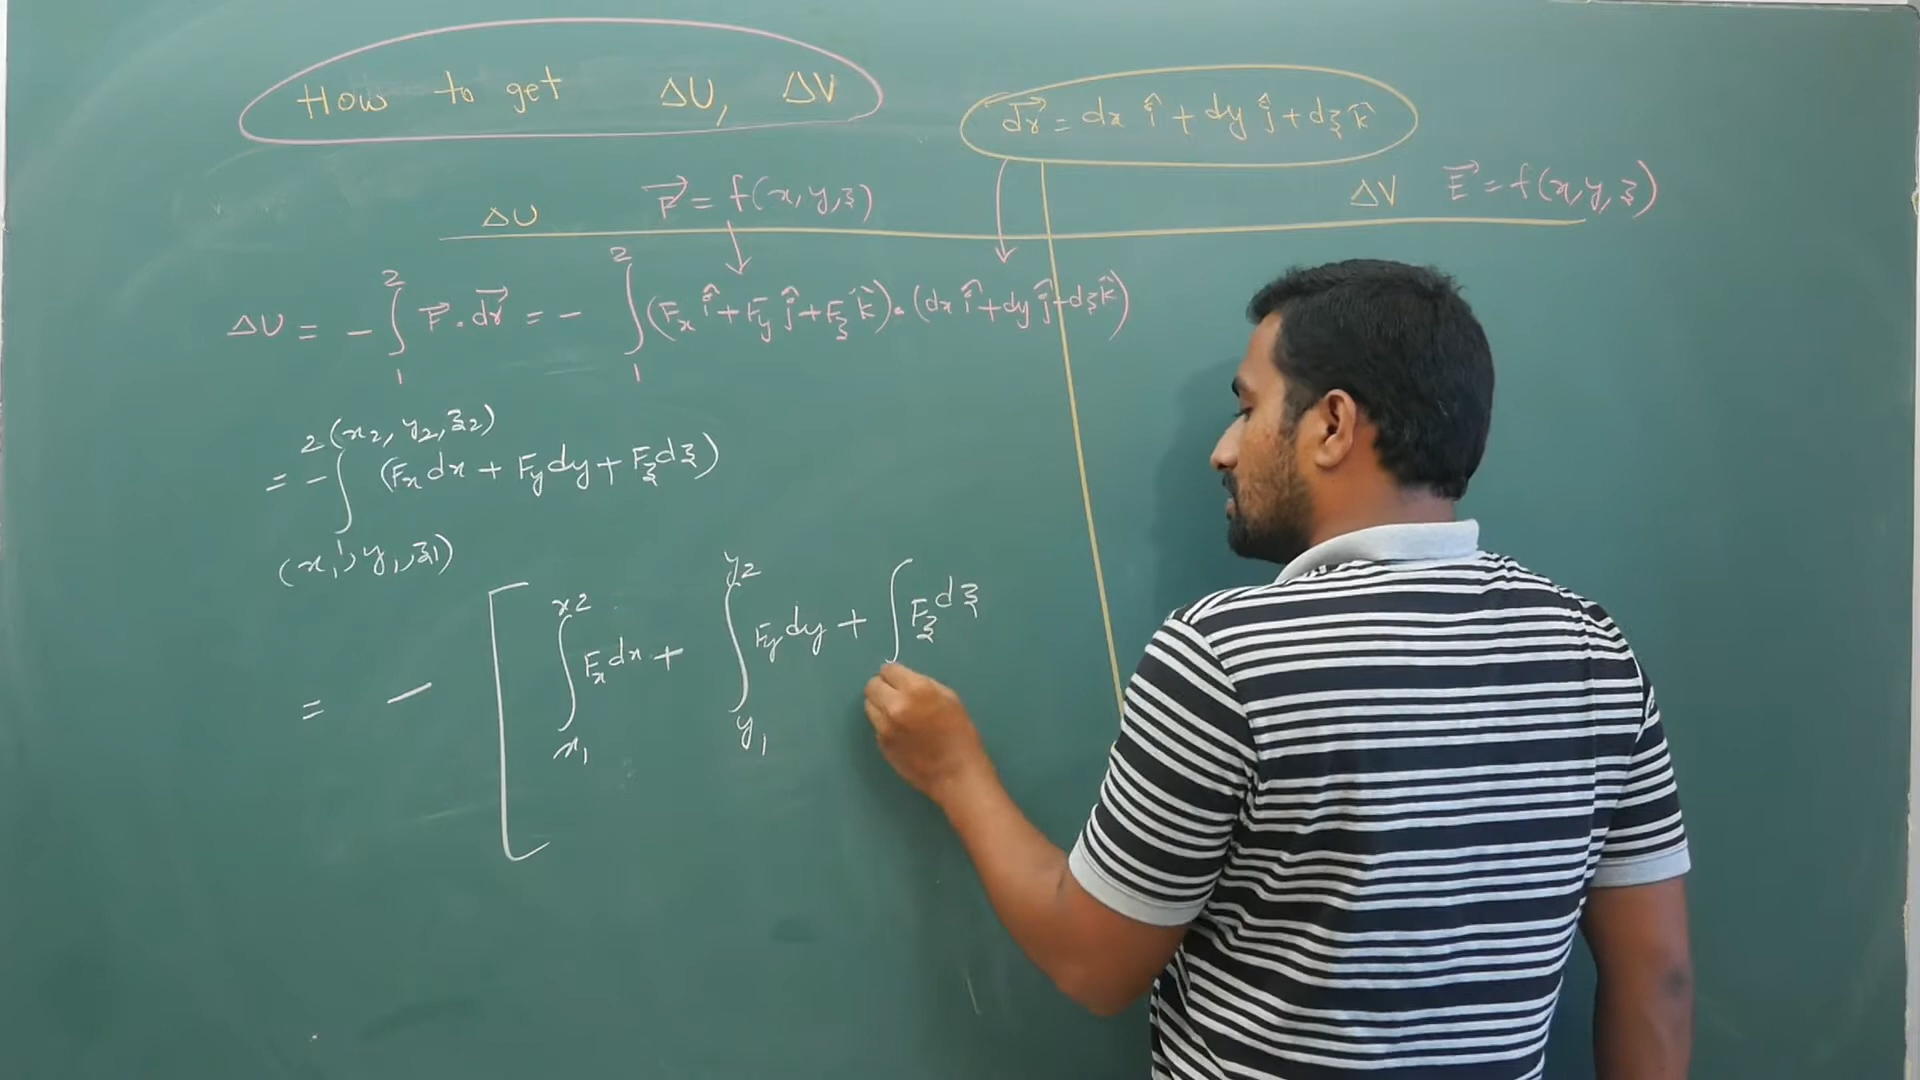 How to get ΔU, ΔV
d⃗r = dx î + dy ĵ + dz k̂
ΔU F⃗ = f(x, y, z)
ΔV E⃗ = f(x, y, z)
ΔU = - ∫₁² F⃗ . d⃗r = - ∫₁² (Fx î + Fy ĵ + Fz k̂) . (dx î + dy ĵ + dz k̂)
2 (x2, y2, z2)
= - ∫ (Fx dx + Fy dy + Fz dz)
1
(x1, y1, z1)
= - [ ∫ₓ₁ˣ² Fx dx + ∫y1^y2 Fy dy + ∫ Fz dz